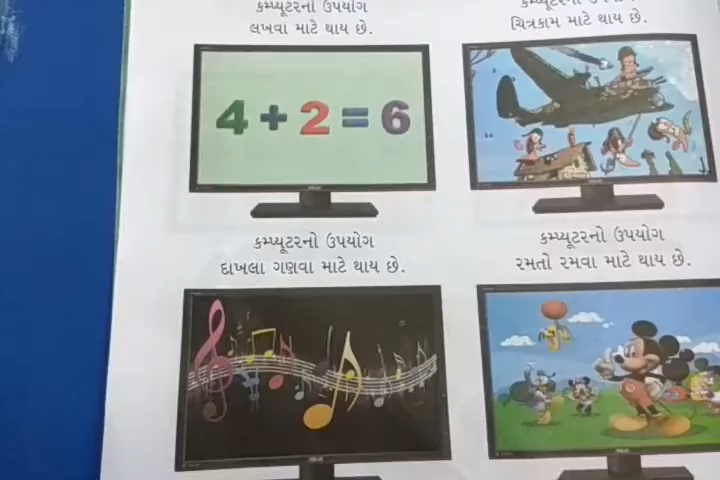 કમ્પ્યૂટરનો ઉપયોગ
લખવા માટે થાય છે.
ચિત્રકામ માટે થાય છે.
4 + 2 = 6
કમ્પ્યૂટરનો ઉપયોગ
દાખલા ગણવા માટે થાય છે.
કમ્પ્યૂટરનો ઉપયોગ
રમતો રમવા માટે થાય છે.